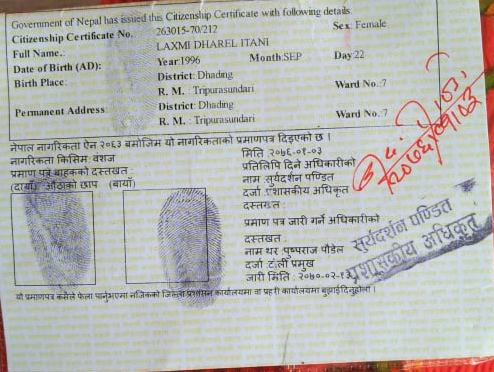 Government of Nepal has issued this Citizenship Certificate with following details.
Citizenship Certificate No. 263015-70/212 Sex: Female
Full Name.: LAXMI DHAREL ITANI
Date of Birth (AD): Year:1996 Month:SEP Day:22
Birth Place: District: Dhading
R. M. : Tripurasundari Ward No.:7
Permanent Address: District: Dhading
R. M. : Tripurasundari Ward No.:7
नेपाल नागरिकता ऐन २०६३ बमोजिम यो नागरिकताको प्रमाणपत्र दिइएको छ ।
नागरिकता किसिम: वंशज
प्रमाण पत्र बाहकको दस्तखत:
(दायाँ) औंठाको छाप (बायाँ)
मिति: २०७६-०१-०३
प्रतिलिपि दिने अधिकारीको
नाम: सुर्यदर्शन पण्डित
दर्जा: प्रशासकीय अधिकृत
दस्तखत :
प्रमाण पत्र जारी गर्ने अधिकारीको
दस्तखत:
नाम थर: पुष्पराज पौडेल
दर्जा: टोली प्रमुख
जारी मिति : २०७०-०२-१३
सुर्यदर्शन पण्डित
प्रशासकीय अधिकृत
यो प्रमाणपत्र कसैले फेला पार्नुभएमा नजिकको जिल्ला प्रशासन कार्यालयमा वा प्रहरी कार्यालयमा बुझाईदिनुहोला ।